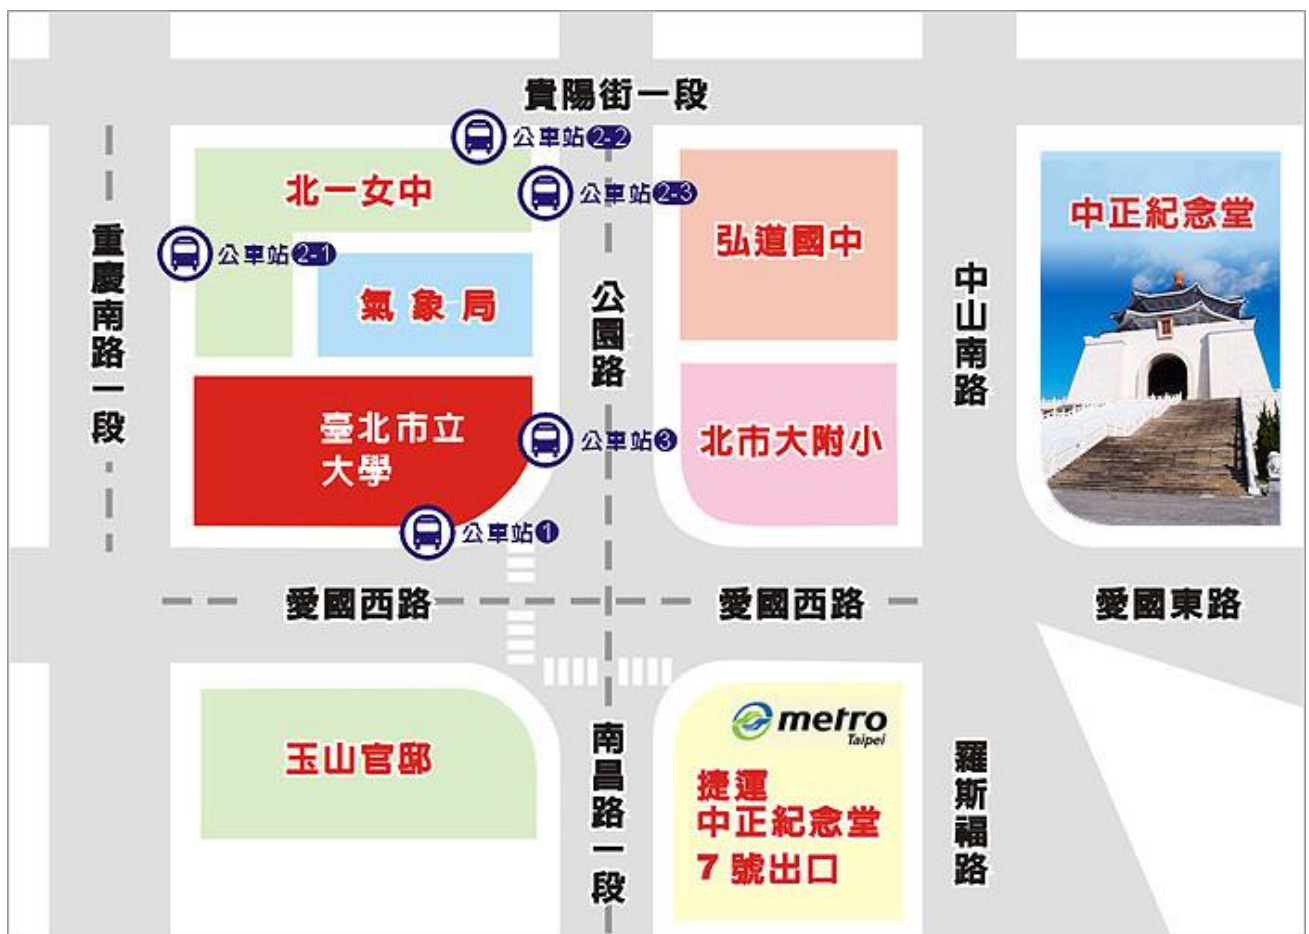 貴陽街一段
公車站2-2
北一女中
公車站2-3
弘道國中
中正紀念堂
公車站2-1
氣象局
重慶南路一段
公園路
中山南路
臺北市立
大學
公車站3
北市大附小
公車站1
愛國西路
愛國西路
愛國東路
玉山官邸
metro
Taipei
捷運
中正紀念堂
7號出口
南昌路一段
羅斯福路